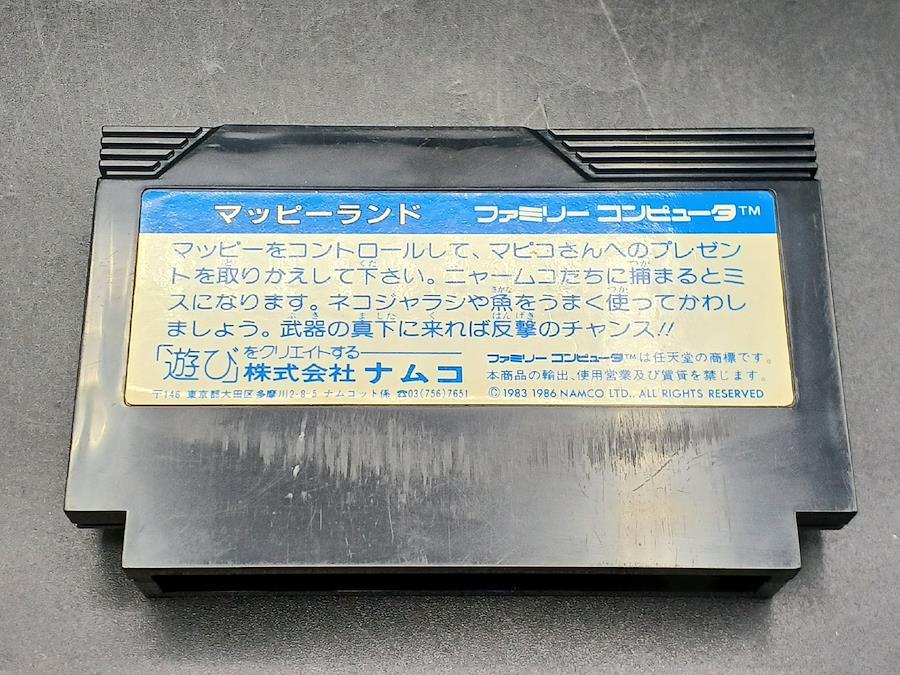 マッピーランド ファミリー コンピュータ™
マッピーをコントロールして、マピコさんへのプレゼン
トを取りかえして下さい。ニャームコたちに捕まるとミ
スになります。ネコジャラシや魚をうまく使ってかわし
ましょう。武器の真下に来れば反撃のチャンス!!
「遊び」をクリエイトする
株式会社 ナムコ
〒146 東京都大田区多摩川2-8-5 ナムコット係 ☎03(756)7651
ファミリー コンピュータ™は任天堂の商標です。
本商品の輸出、使用営業及び賃貸を禁じます。
©1983 1986 NAMCO LTD., ALL RIGHTS RESERVED